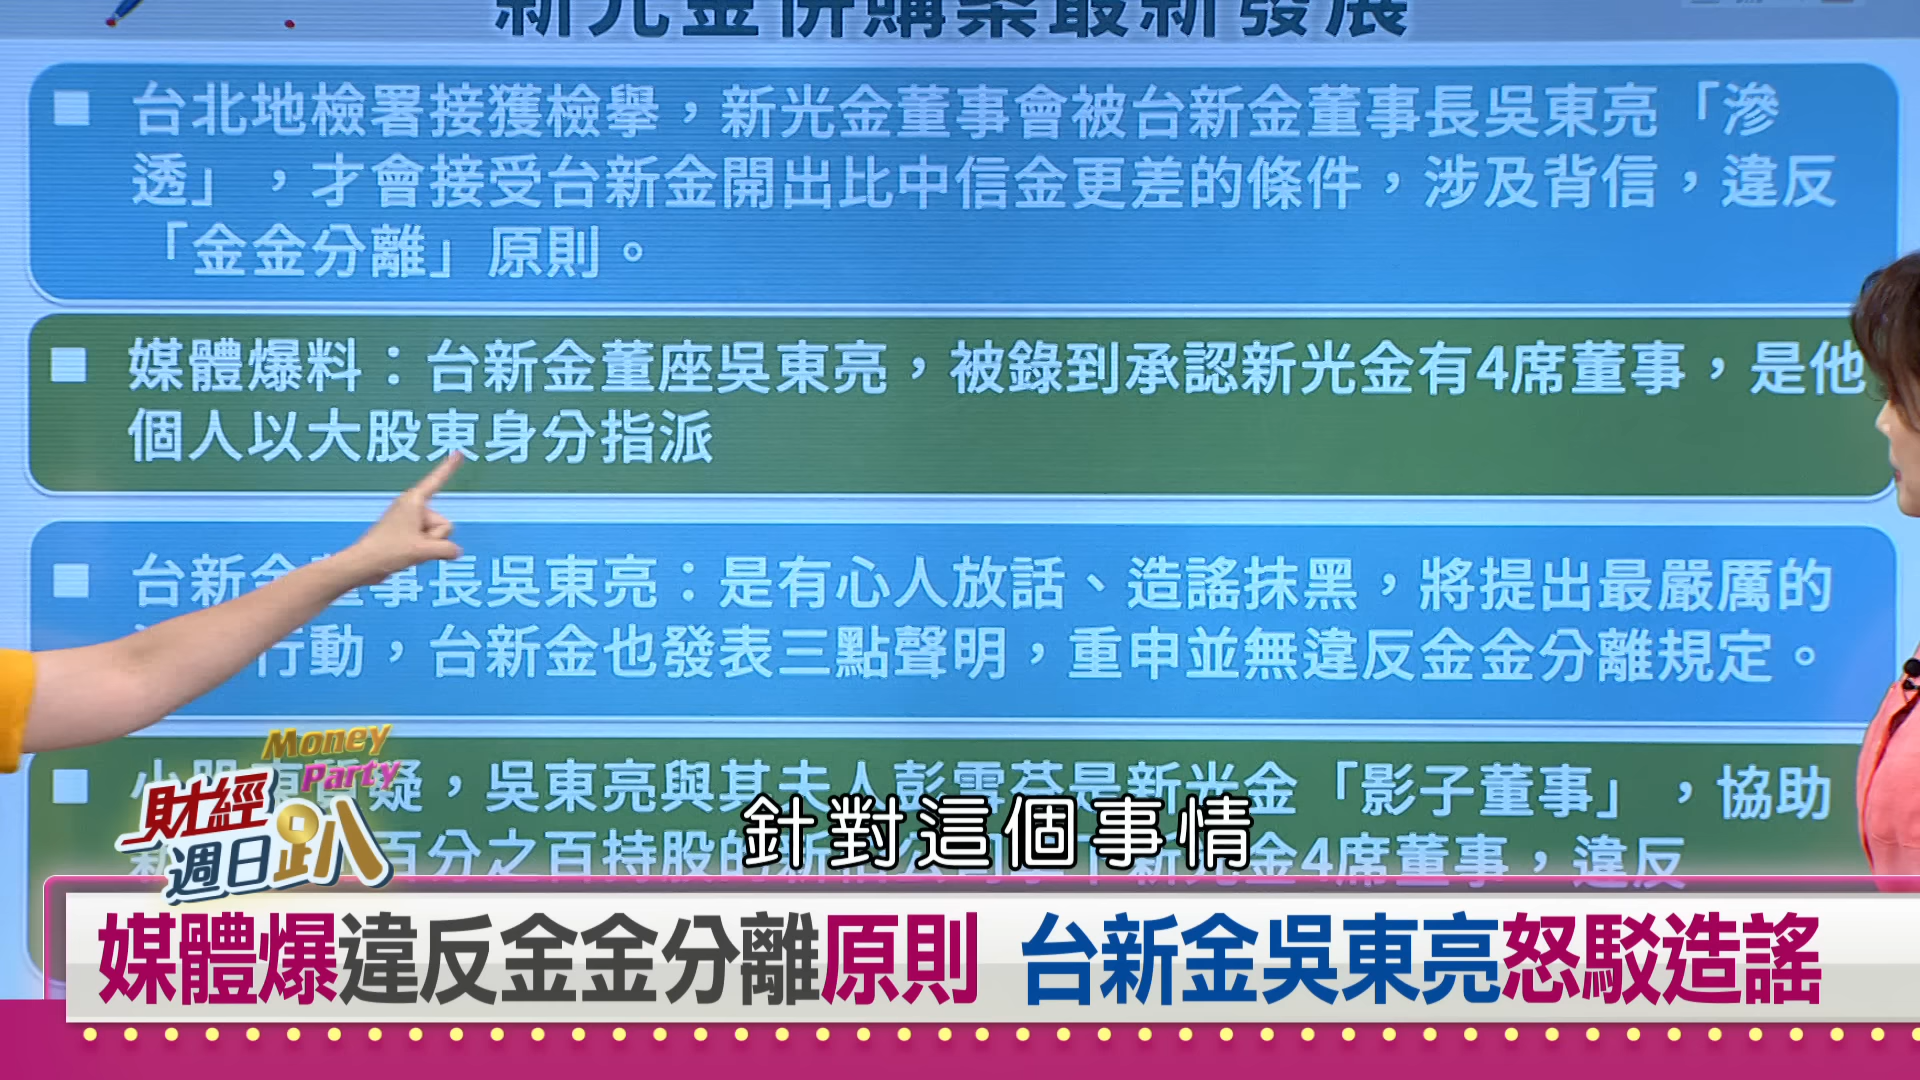 新光金併購案最新發展
■ 台北地檢署接獲檢舉，新光金董事會被台新金董事長吳東亮「滲
透」，才會接受台新金開出比中信金更差的條件，涉及背信，違反
「金金分離」原則。
■ 媒體爆料：台新金董座吳東亮，被錄到承認新光金有4席董事，是他
個人以大股東身分指派
■ 台新金董事長吳東亮：是有心人放話、造謠抹黑，將提出最嚴厲的
行動，台新金也發表三點聲明，重申並無違反金金分離規定。
■ 小股東質疑，吳東亮與其夫人彭雪芬是新光金「影子董事」，協助
百分之百持股的新金4席董事，違反
Money
Party
財經
週日趴
針對這個事情
媒體爆違反金金分離原則 台新金吳東亮怒駁造謠